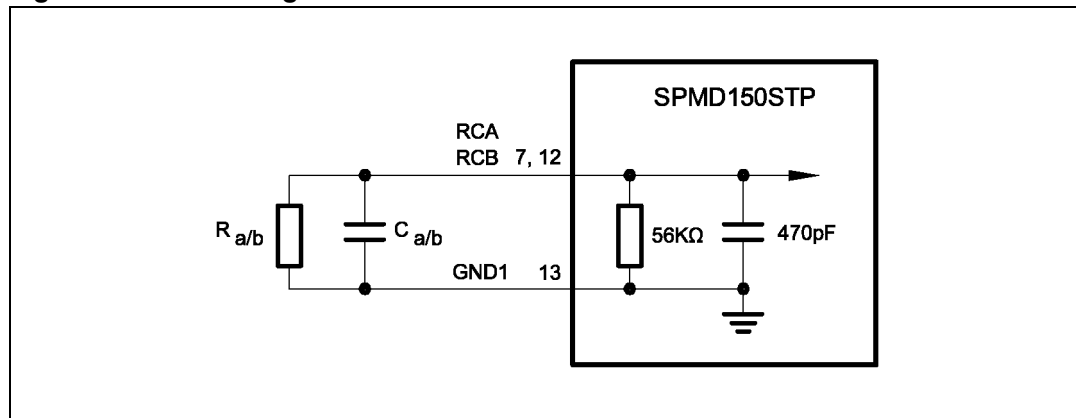 SPMD150STP
RCA
RCB 7, 12
R a/b
C a/b
56KΩ
470pF
GND1 13